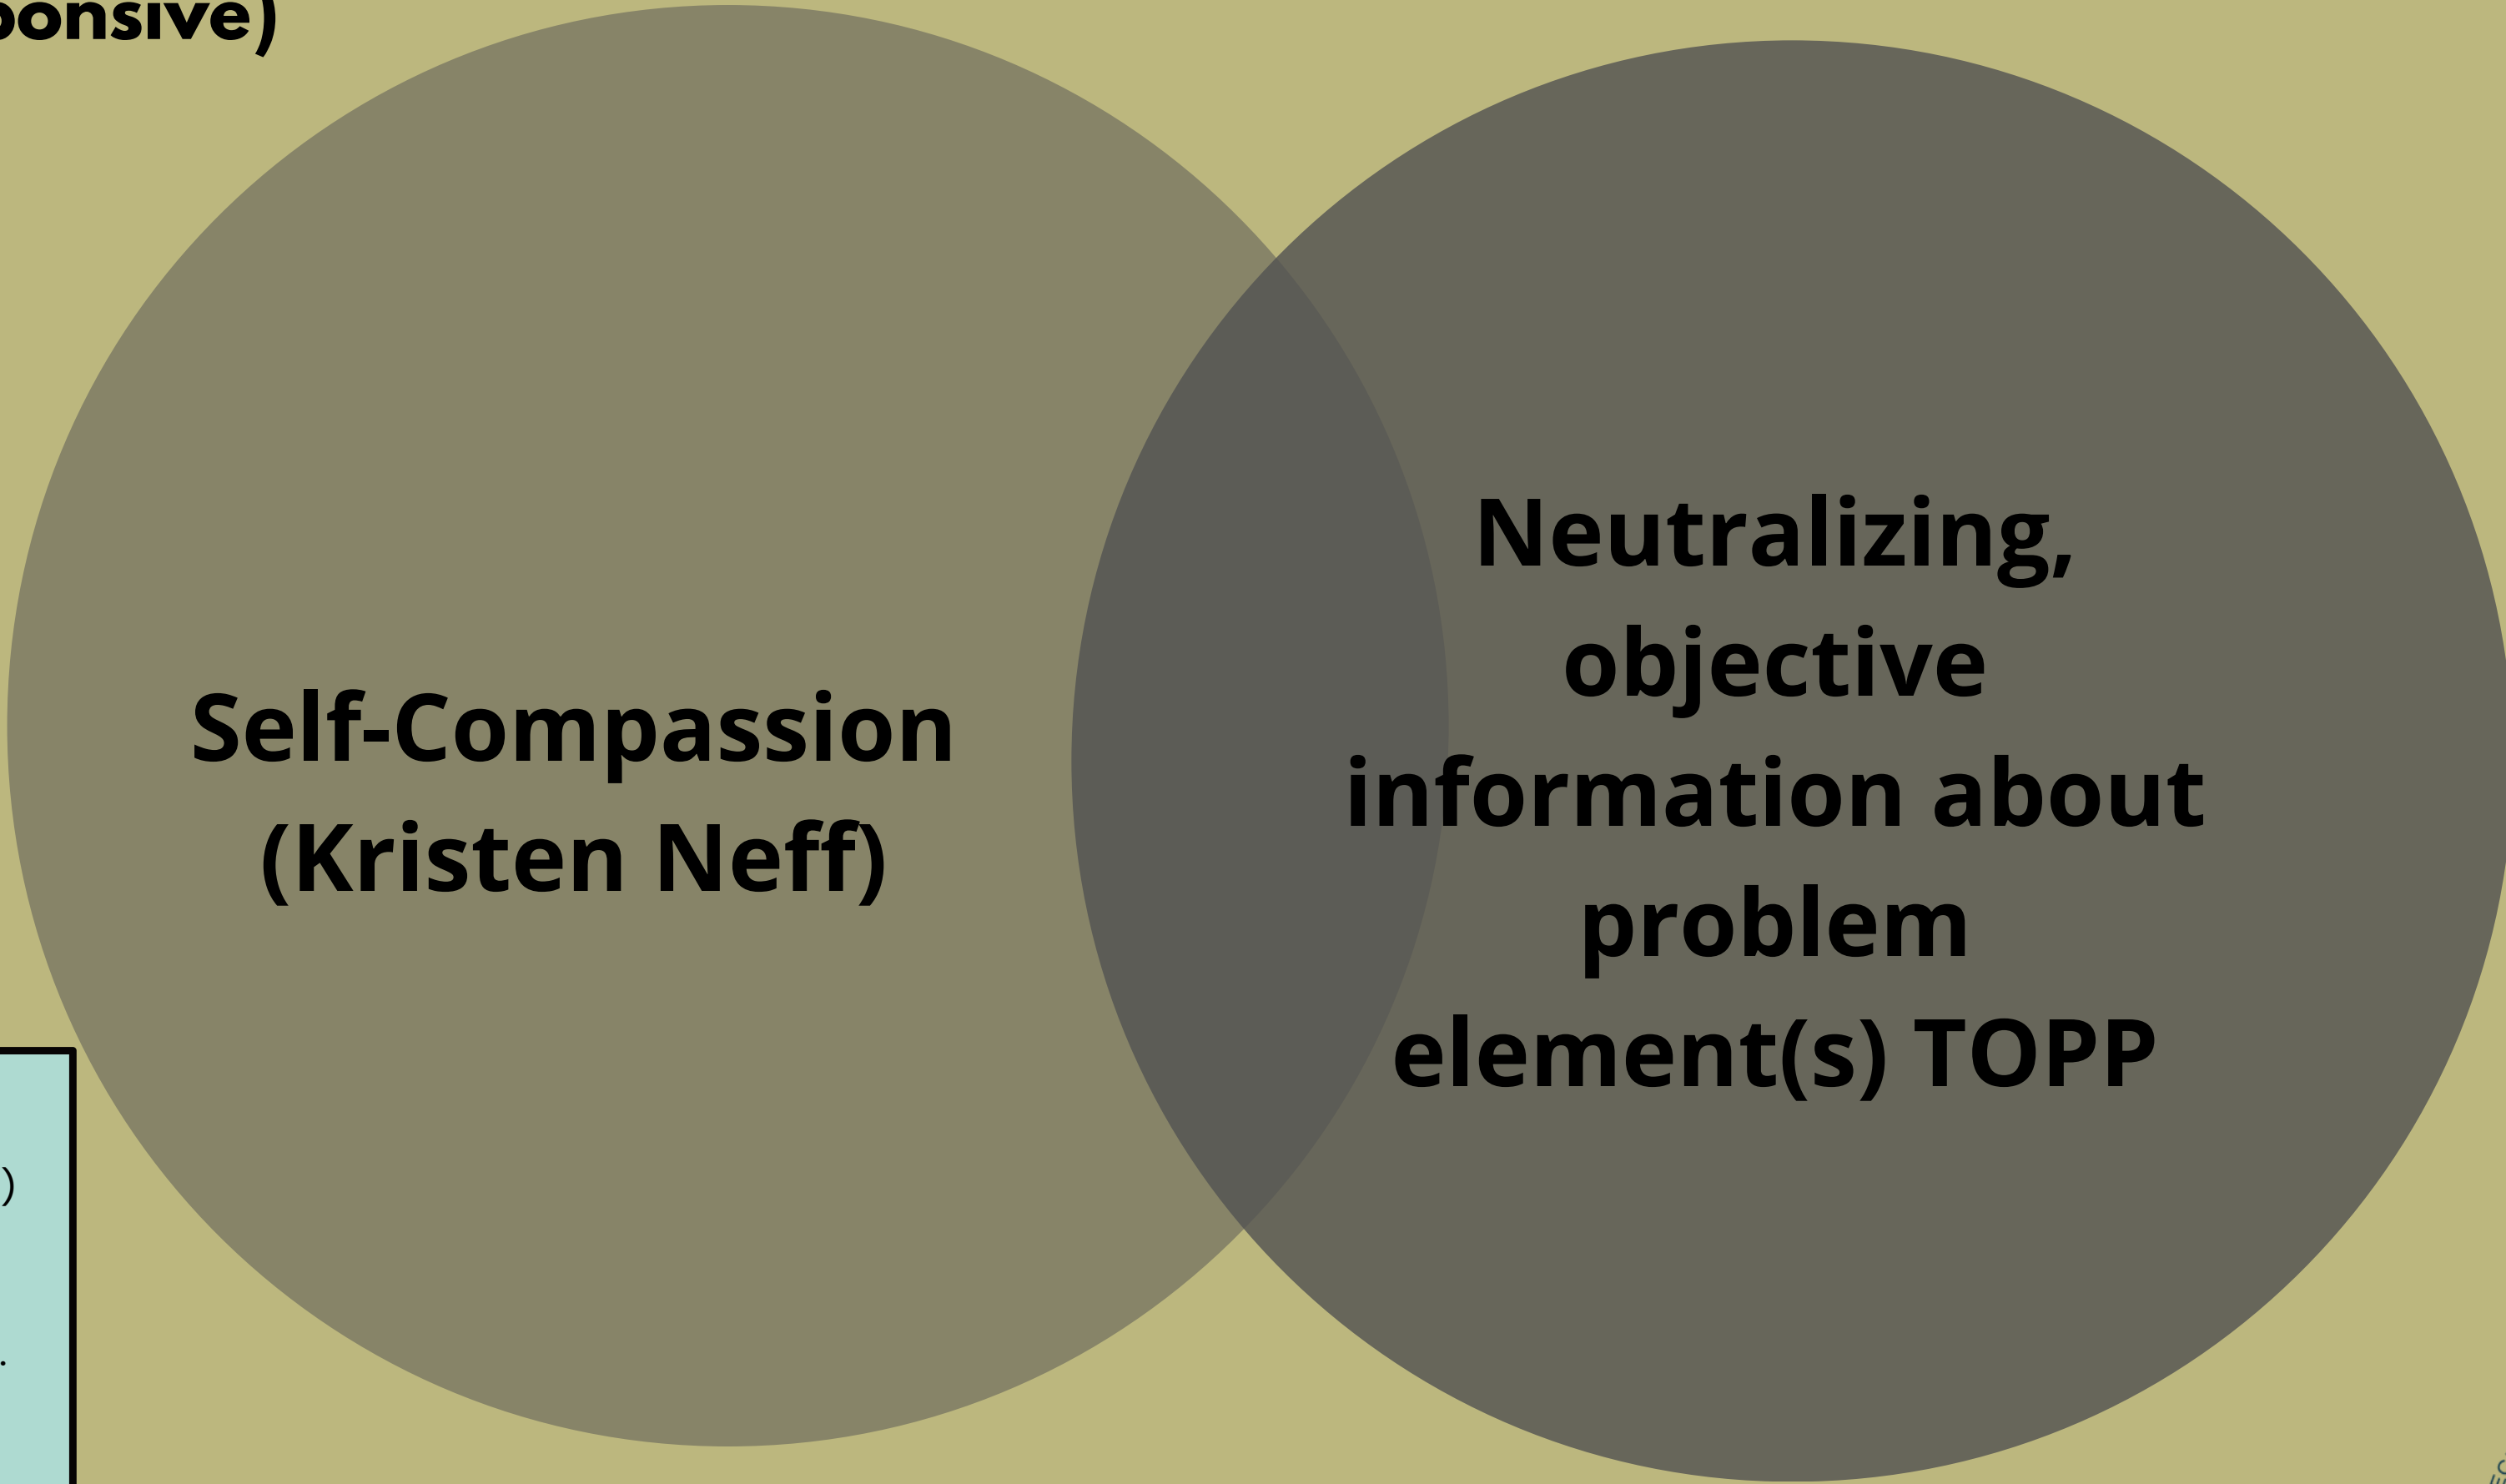 onsive)
Self-Compassion
(Kristen Neff)
Neutralizing,
objective
information about
problem
element(s) TOPP
)
.